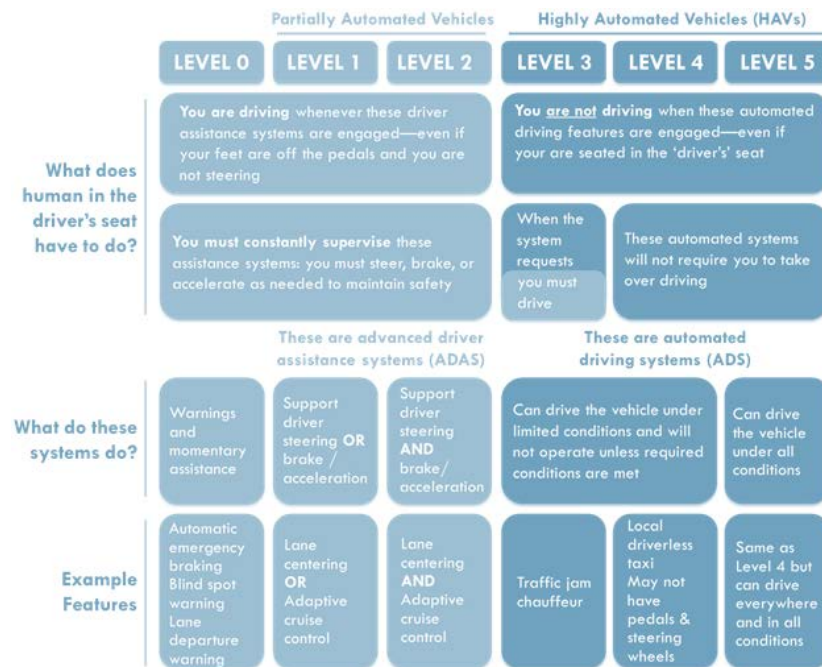 Partially Automated Vehicles
Highly Automated Vehicles (HAVs)
LEVEL 0
LEVEL 1
LEVEL 2
LEVEL 3
LEVEL 4
LEVEL 5
What does
human in the
driver's seat
have to do?
You are driving whenever these driver
assistance systems are engaged—even if
your feet are off the pedals and you are
not steering
You are not driving when these automated
driving features are engaged—even if
your are seated in the 'driver's' seat
You must constantly supervise these
assistance systems: you must steer, brake, or
accelerate as needed to maintain safety
When the
system
requests
you must
drive
These automated systems
will not require you to take
over driving
These are advanced driver
assistance systems (ADAS)
These are automated
driving systems (ADS)
What do these
systems do?
Warnings
and
momentary
assistance
Support
driver
steering OR
brake /
acceleration
Support
driver
steering
AND
brake/
acceleration
Can drive the vehicle under
limited conditions and will
not operate unless required
conditions are met
Can drive
the vehicle
under all
conditions
Example
Features
Automatic
emergency
braking
Blind spot
warning
Lane
departure
warning
Lane
centering
OR
Adaptive
cruise
control
Lane
centering
AND
Adaptive
cruise
control
Traffic jam
chauffeur
Local
driverless
taxi
May not
have
pedals &
steering
wheels
Same as
Level 4 but
can drive
everywhere
and in all
conditions